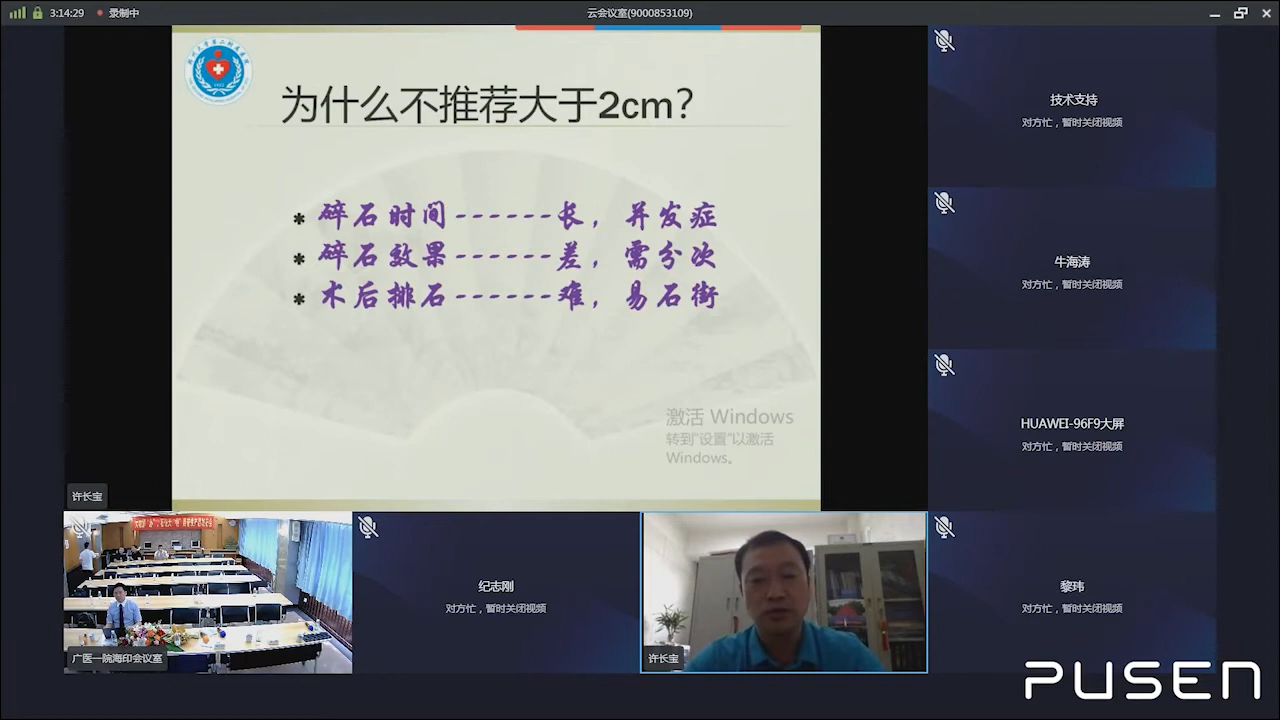 3:14:29
录制中
云会议室(9000853109)
为什么不推荐大于2cm?
* 碎石时间------长，并发症
* 碎石效果------差，需分次
* 术后排石------难，易石街
激活 Windows
转到"设置"以激活
Windows。
许长宝
技术支持
对方忙，暂时关闭视频
牛海涛
对方忙，暂时关闭视频
HUAWEI-96F9大屏
对方忙，暂时关闭视频
广医一院海印会议室
纪志刚
对方忙，暂时关闭视频
许长宝
黎玮
对方忙，暂时关闭视频
PUSEN